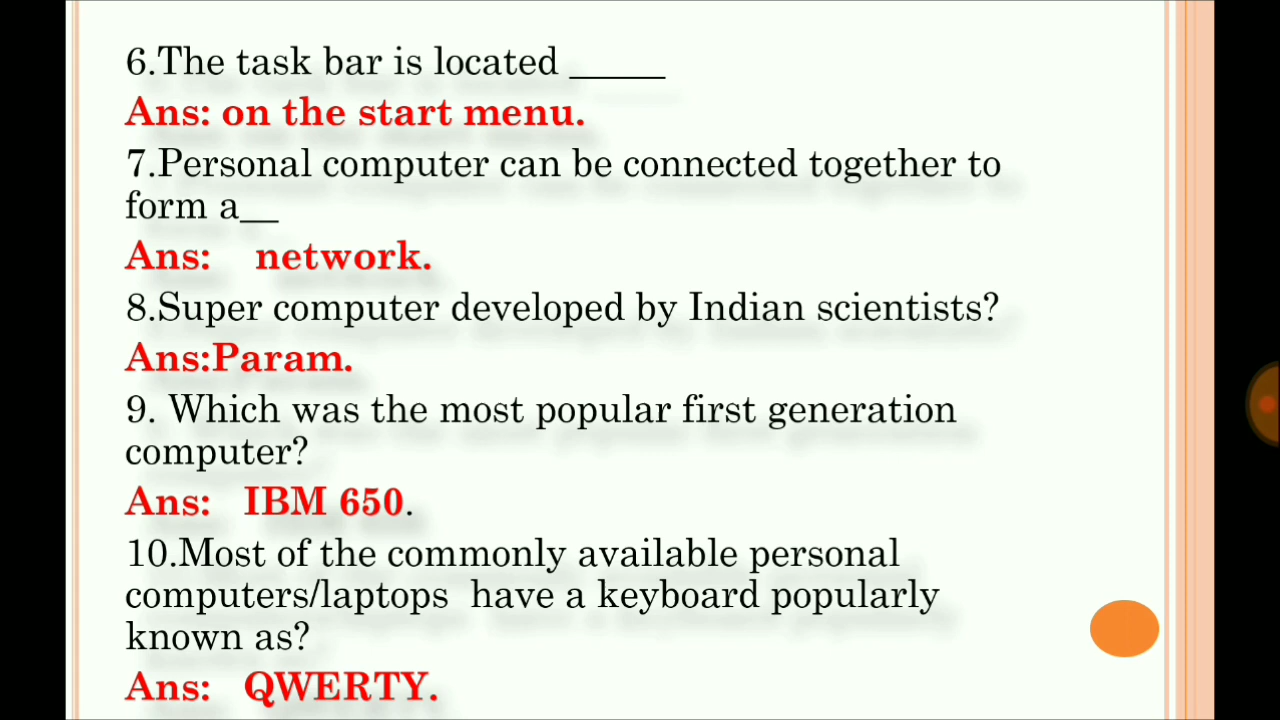 6.The task bar is located _____
Ans: on the start menu.
7.Personal computer can be connected together to
form a__
Ans: network.
8.Super computer developed by Indian scientists?
Ans:Param.
9. Which was the most popular first generation
computer?
Ans: IBM 650.
10.Most of the commonly available personal
computers/laptops have a keyboard popularly
known as?
Ans: QWERTY.